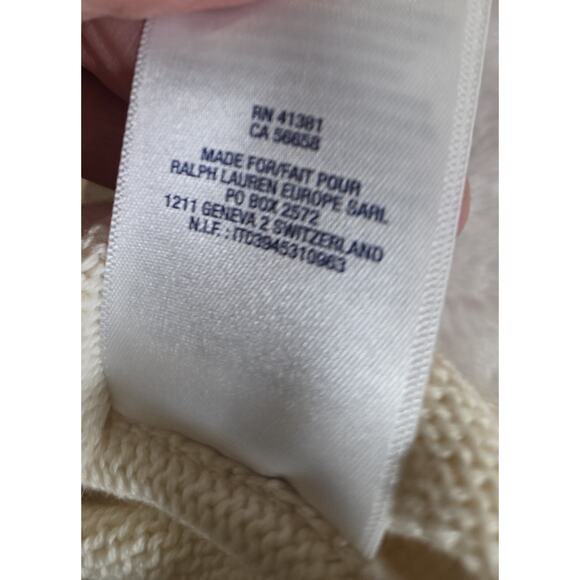 RN 41381
CA 56658
MADE FOR/FAIT POUR
RALPH LAUREN EUROPE SARL
PO BOX 2572
1211 GENEVA 2 SWITZERLAND
N.I.F. : IT03945310963